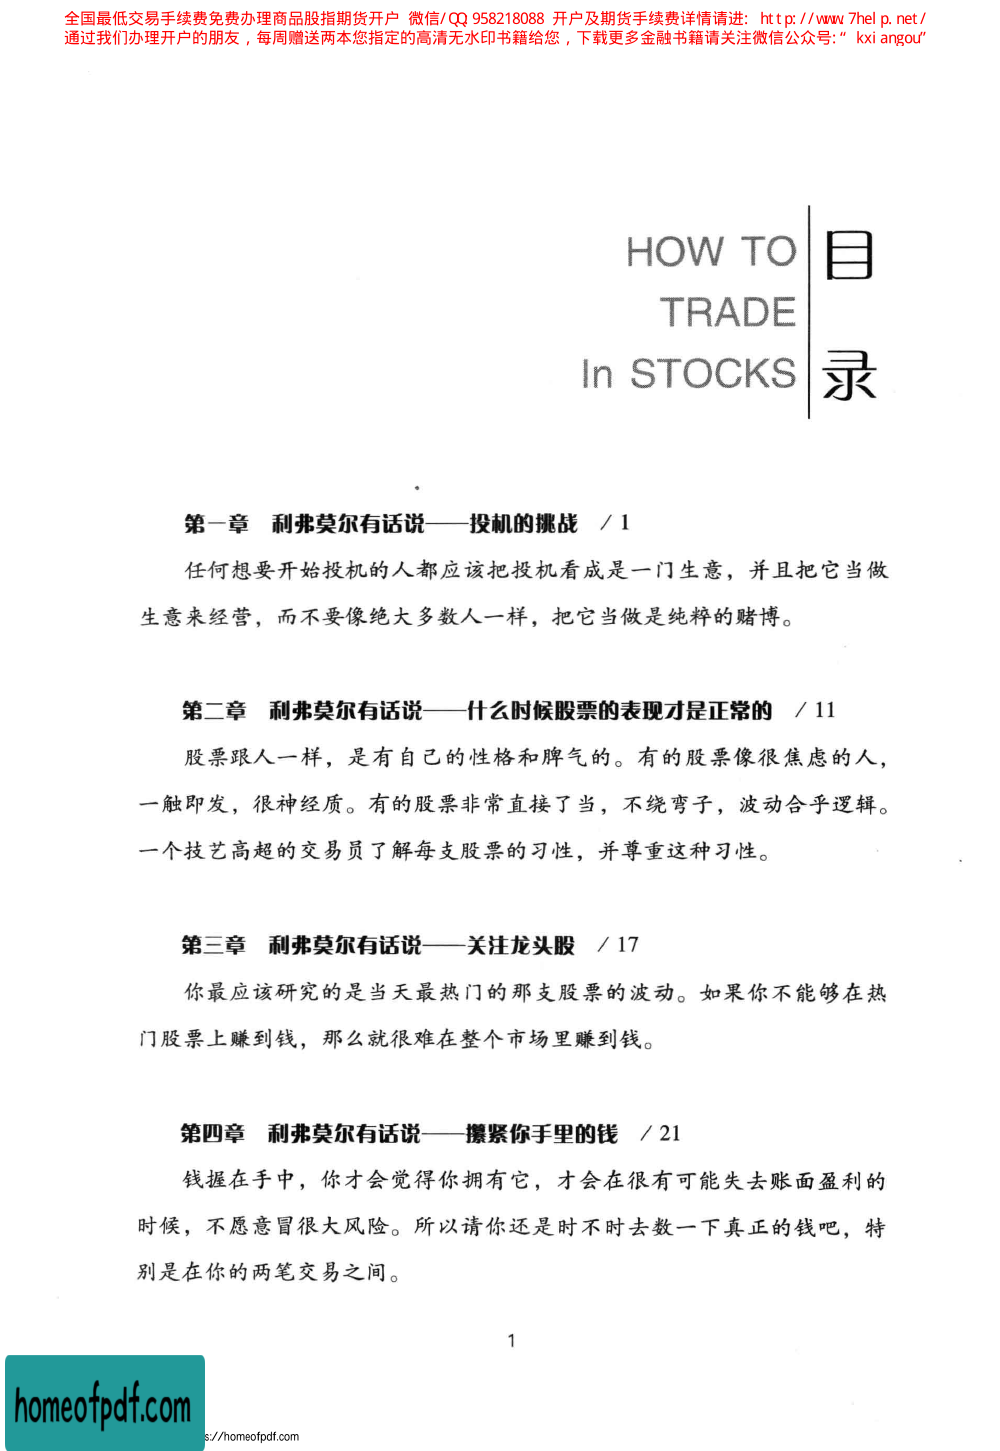 全国最低交易手续费免费办理商品股指期货开户 微信/QQ 958218088 开户及期货手续费详情请进: http://www.7help.net/
通过我们办理开户的朋友，每周赠送两本您指定的高清无水印书籍给您，下载更多金融书籍请关注微信公众号:“ kxiangou”
HOW TO
TRADE
In STOCKS
目
录
第一章 利弗莫尔有话说——投机的挑战 / 1
任何想要开始投机的人都应该把投机看成是一门生意，并且把它当做
生意来经营，而不要像绝大多数人一样，把它当做是纯粹的赌博。
第二章 利弗莫尔有话说——什么时候股票的表现才是正常的 / 11
股票跟人一样，是有自己的性格和脾气的。有的股票像很焦虑的人，
一触即发，很神经质。有的股票非常直接了当，不绕弯子，波动合乎逻辑。
一个技艺高超的交易员了解每支股票的习性，并尊重这种习性。
第三章 利弗莫尔有话说——关注龙头股 / 17
你最应该研究的是当天最热门的那支股票的波动。如果你不能够在热
门股票上赚到钱，那么就很难在整个市场里赚到钱。
第四章 利弗莫尔有话说——攥紧你手里的钱 / 21
钱握在手中，你才会觉得你拥有它，才会在很有可能失去账面盈利的
时候，不愿意冒很大风险。所以请你还是时不时去数一下真正的钱吧，特
别是在你的两笔交易之间。
1
homeofpdf.com
s://homeofpdf.com